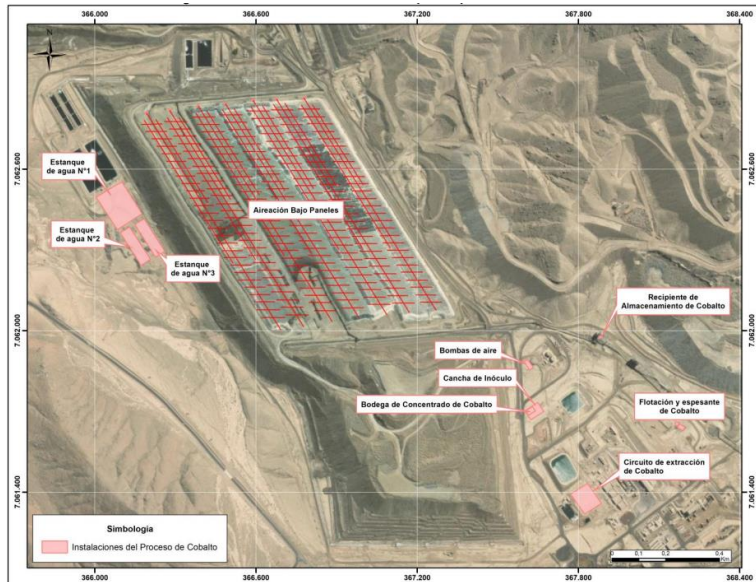 366.000
366.600
367.200
367.800
368.400
N
7.062.600
7.062.600
Estanque
de agua N°1
Aireación Bajo Paneles
Estanque
de agua N°2
Estanque
de agua N°3
Recipiente de
Almacenamiento de Cobalto
7.062.000
7.062.000
Bombas de aire
Cancha de Inóculo
Bodega de Concentrado de Cobalto
Flotación y espesante
de Cobalto
Circuito de extracción
de Cobalto
7.061.400
7.061.400
Simbología
Instalaciones del Proceso de Cobalto
0 0,1 0,2 0,4
Km
366.000
366.600
367.200
367.800
368.400